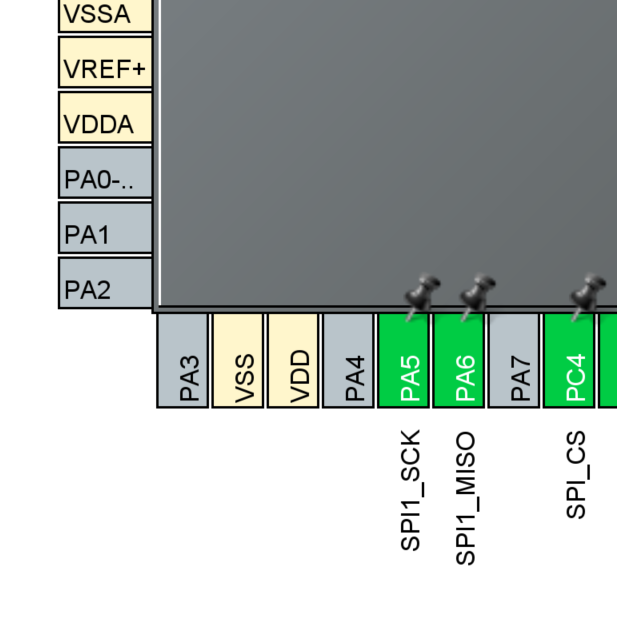 VSSA
VREF+
VDDA
PA0-..
PA1
PA2
PA3
VSS
VDD
PA4
PA5
PA6
PA7
PC4
SPI1_SCK
SPI1_MISO
SPI_CS